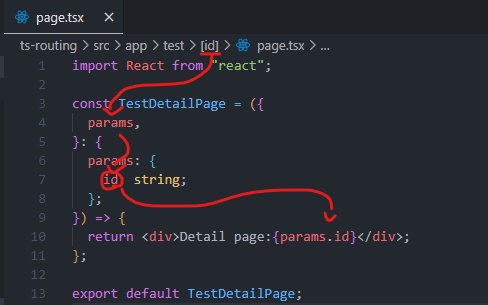 page.tsx
ts-routing > src > app > test > [id] > page.tsx > ...
1 import React from "react";
2
3 const TestDetailPage = ({
4 params,
5 }: {
6 params: {
7 id string;
8 };
9 }) => {
10 return <div>Detail page:{params.id}</div>;
11 };
12
13 export default TestDetailPage;